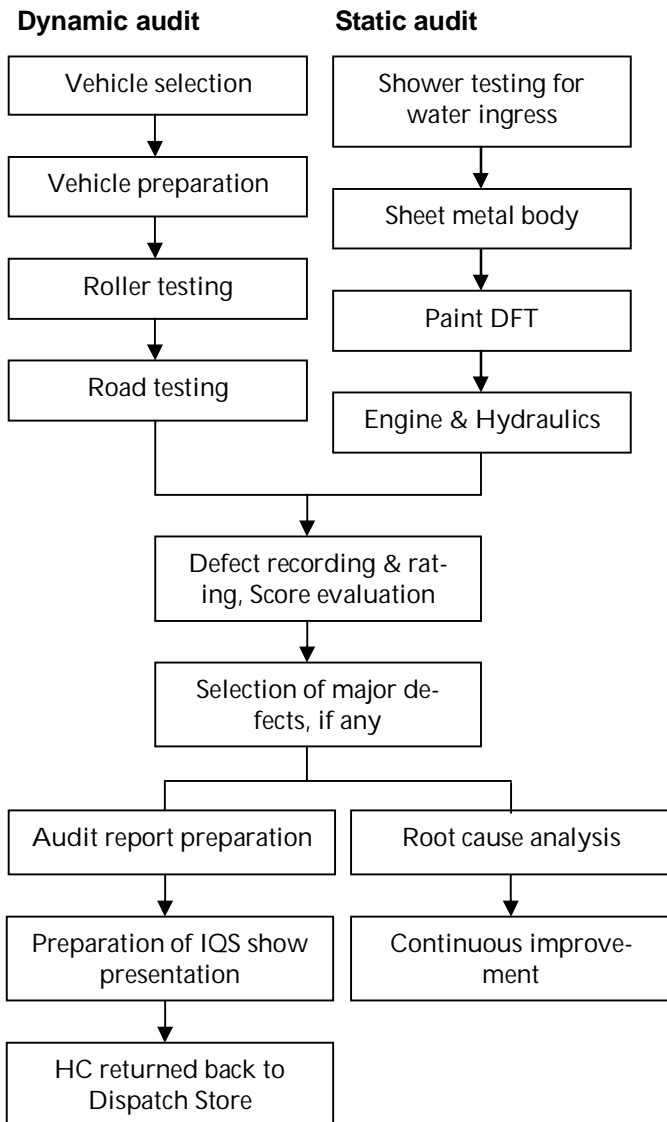 Dynamic audit
Vehicle selection
Vehicle preparation
Roller testing
Road testing
Static audit
Shower testing for
water ingress
Sheet metal body
Paint DFT
Engine & Hydraulics
Defect recording & rat-
ing, Score evaluation
Selection of major de-
fects, if any
Audit report preparation
Preparation of IQS show
presentation
HC returned back to
Dispatch Store
Root cause analysis
Continuous improve-
ment